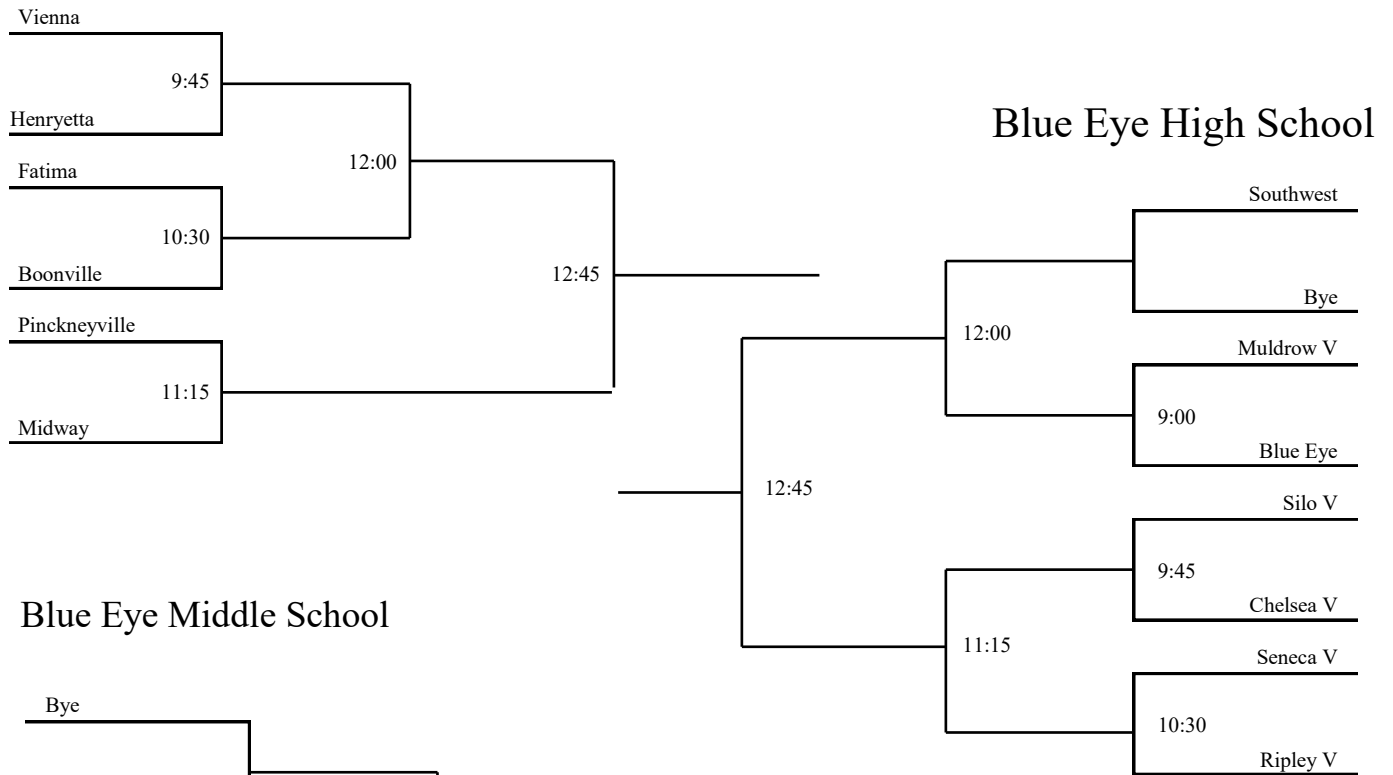 Vienna
9:45
Henryetta
12:00
Fatima
10:30
Boonville
12:45
Pinckneyville
11:15
Midway
Blue Eye High School
Southwest
Bye
12:00
Muldrow V
9:00
Blue Eye
12:45
Silo V
9:45
Chelsea V
11:15
Seneca V
10:30
Ripley V
Blue Eye Middle School
Bye